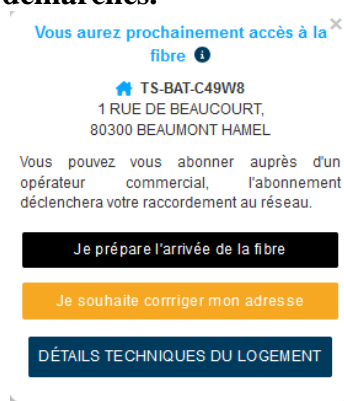 démarches.
×
Vous aurez prochainement accès à la
fibre i
TS-BAT-C49W8
1 RUE DE BEAUCOURT,
80300 BEAUMONT HAMEL
Vous pouvez vous abonner auprès d'un
opérateur commercial, l'abonnement
déclenchera votre raccordement au réseau.
Je prépare l'arrivée de la fibre
Je souhaite corrriger mon adresse
DÉTAILS TECHNIQUES DU LOGEMENT